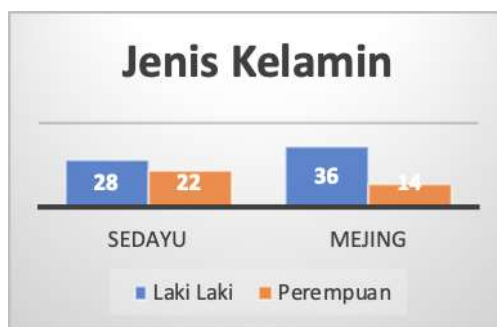 Jenis Kelamin
28 22 36 14
SEDAYU MEJING
Laki Laki Perempuan